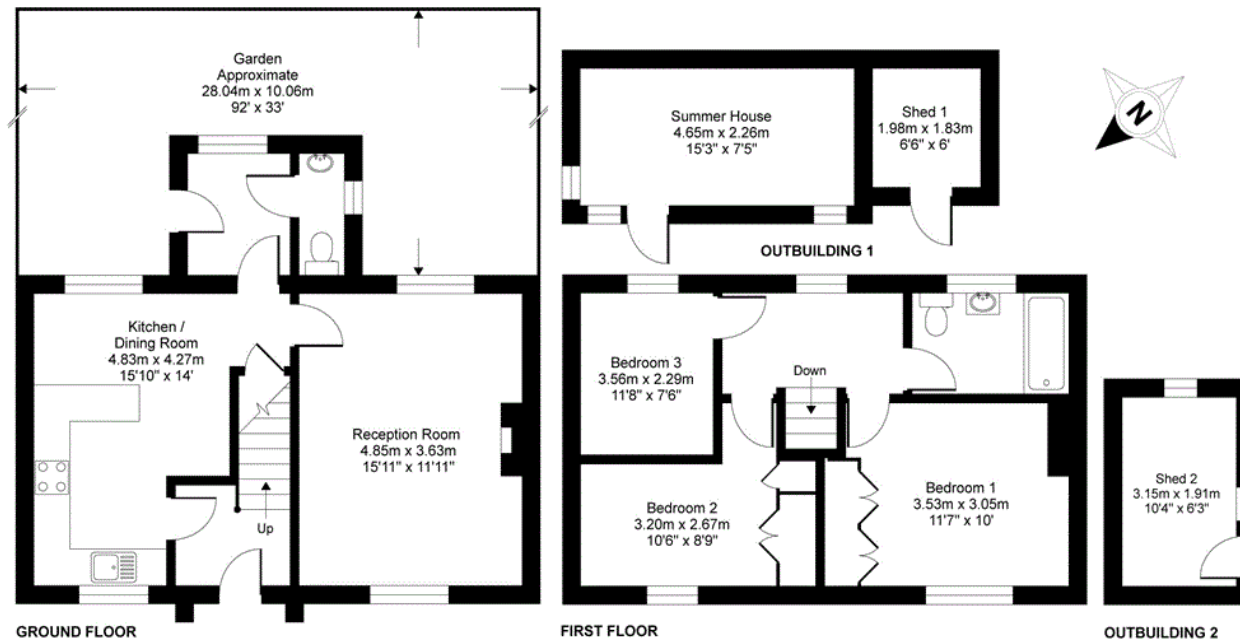 Garden
Approximate
28.04m x 10.06m
92' x 33'
Kitchen /
Dining Room
4.83m x 4.27m
15'10" x 14'
Reception Room
4.85m x 3.63m
15'11" x 11'11"
Up
GROUND FLOOR
Summer House
4.65m x 2.26m
15'3" x 7'5"
Shed 1
1.98m x 1.83m
6'6" x 6'
OUTBUILDING 1
N
Bedroom 3
3.56m x 2.29m
11'8" x 7'6"
Down
Bedroom 2
3.20m x 2.67m
10'6" x 8'9"
Bedroom 1
3.53m x 3.05m
11'7" x 10'
FIRST FLOOR
Shed 2
3.15m x 1.91m
10'4" x 6'3"
OUTBUILDING 2